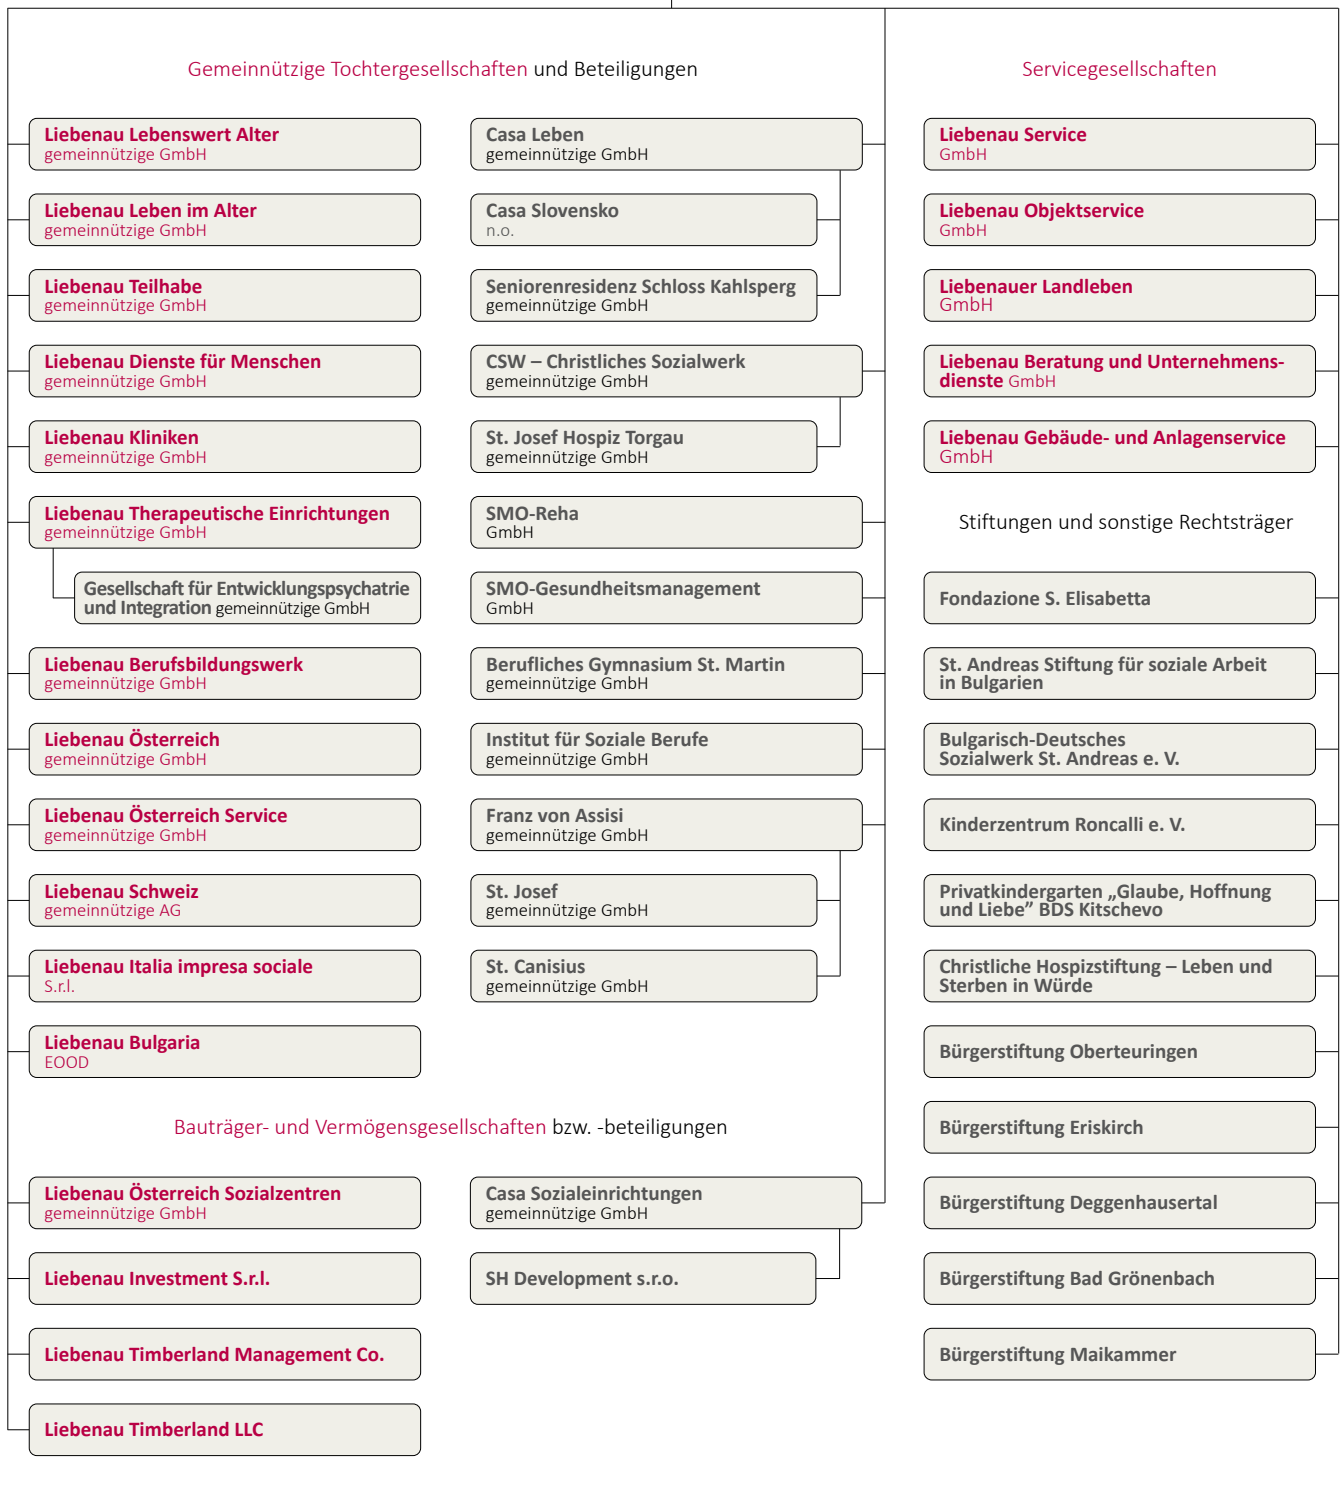 Gemeinnützige Tochtergesellschaften und Beteiligungen
Liebenau Lebenswert Alter
gemeinnützige GmbH
Liebenau Leben im Alter
gemeinnützige GmbH
Liebenau Teilhabe
gemeinnützige GmbH
Liebenau Dienste für Menschen
gemeinnützige GmbH
Liebenau Kliniken
gemeinnützige GmbH
Liebenau Therapeutische Einrichtungen
gemeinnützige GmbH
Gesellschaft für Entwicklungspsychatrie
und Integration gemeinnützige GmbH
Liebenau Berufsbildungswerk
gemeinnützige GmbH
Liebenau Österreich
gemeinnützige GmbH
Liebenau Österreich Service
gemeinnützige GmbH
Liebenau Schweiz
gemeinnützige AG
Liebenau Italia impresa sociale
S.r.l.
Liebenau Bulgaria
EOOD
Casa Leben
gemeinnützige GmbH
Casa Slovensko
n.o.
Seniorenresidenz Schloss Kahlsperg
gemeinnützige GmbH
CSW – Christliches Sozialwerk
gemeinnützige GmbH
St. Josef Hospiz Torgau
gemeinnützige GmbH
SMO-Reha
GmbH
SMO-Gesundheitsmanagement
GmbH
Berufliches Gymnasium St. Martin
gemeinnützige GmbH
Institut für Soziale Berufe
gemeinnützige GmbH
Franz von Assisi
gemeinnützige GmbH
St. Josef
gemeinnützige GmbH
St. Canisius
gemeinnützige GmbH
Bauträger- und Vermögensgesellschaften bzw. -beteiligungen
Liebenau Österreich Sozialzentren
gemeinnützige GmbH
Liebenau Investment S.r.l.
Liebenau Timberland Management Co.
Liebenau Timberland LLC
Casa Sozialeinrichtungen
gemeinnützige GmbH
SH Development s.r.o.
Servicegesellschaften
Liebenau Service
GmbH
Liebenau Objektservice
GmbH
Liebenauer Landleben
GmbH
Liebenau Beratung und Unternehmens-
dienste GmbH
Liebenau Gebäude- und Anlagenservice
GmbH
Stiftungen und sonstige Rechtsträger
Fondazione S. Elisabetta
St. Andreas Stiftung für soziale Arbeit
in Bulgarien
Bulgarisch-Deutsches
Sozialwerk St. Andreas e. V.
Kinderzentrum Roncalli e. V.
Privatkindergarten „Glaube, Hoffnung
und Liebe” BDS Kitschevo
Christliche Hospizstiftung – Leben und
Sterben in Würde
Bürgerstiftung Oberteuringen
Bürgerstiftung Eriskirch
Bürgerstiftung Deggenhausertal
Bürgerstiftung Bad Grönenbach
Bürgerstiftung Maikammer